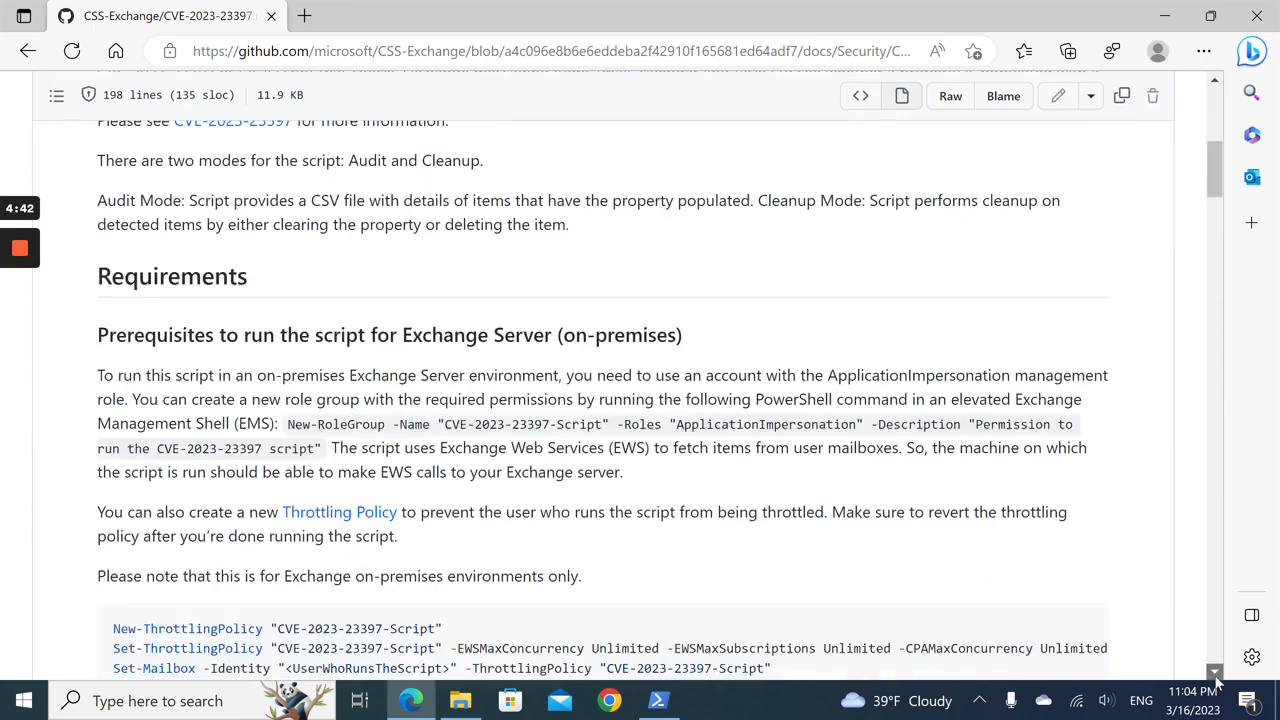 CSS-Exchange/CVE-2023-23397.
https://github.com/microsoft/CSS-Exchange/blob/a4c096e8b6e6eddeba2f42910f165681ed64adf7/docs/Security/C...
198 lines (135 sloc) 11.9 KB
Raw Blame
Please see CVE-2023-23397 for more information.
There are two modes for the script: Audit and Cleanup.
4:42
Audit Mode: Script provides a CSV file with details of items that have the property populated. Cleanup Mode: Script performs cleanup on
detected items by either clearing the property or deleting the item.
Requirements
Prerequisites to run the script for Exchange Server (on-premises)
To run this script in an on-premises Exchange Server environment, you need to use an account with the ApplicationImpersonation management
role. You can create a new role group with the required permissions by running the following PowerShell command in an elevated Exchange
Management Shell (EMS): New-RoleGroup -Name "CVE-2023-23397-Script" -Roles "ApplicationImpersonation" -Description "Permission to
run the CVE-2023-23397 script" The script uses Exchange Web Services (EWS) to fetch items from user mailboxes. So, the machine on which
the script is run should be able to make EWS calls to your Exchange server.
You can also create a new Throttling Policy to prevent the user who runs the script from being throttled. Make sure to revert the throttling
policy after you're done running the script.
Please note that this is for Exchange on-premises environments only.
New-ThrottlingPolicy "CVE-2023-23397-Script"
Set-ThrottlingPolicy "CVE-2023-23397-Script" -EWSMaxConcurrency Unlimited -EWSMaxSubscriptions Unlimited -CPAMaxConcurrency Unlimited
Set-Mailbox -Identity "<UserWhoRunsTheScript>" -ThrottlingPolicy "CVE-2023-23397-Script"
Type here to search
39°F Cloudy
ENG
11:04 PM
3/16/2023
1